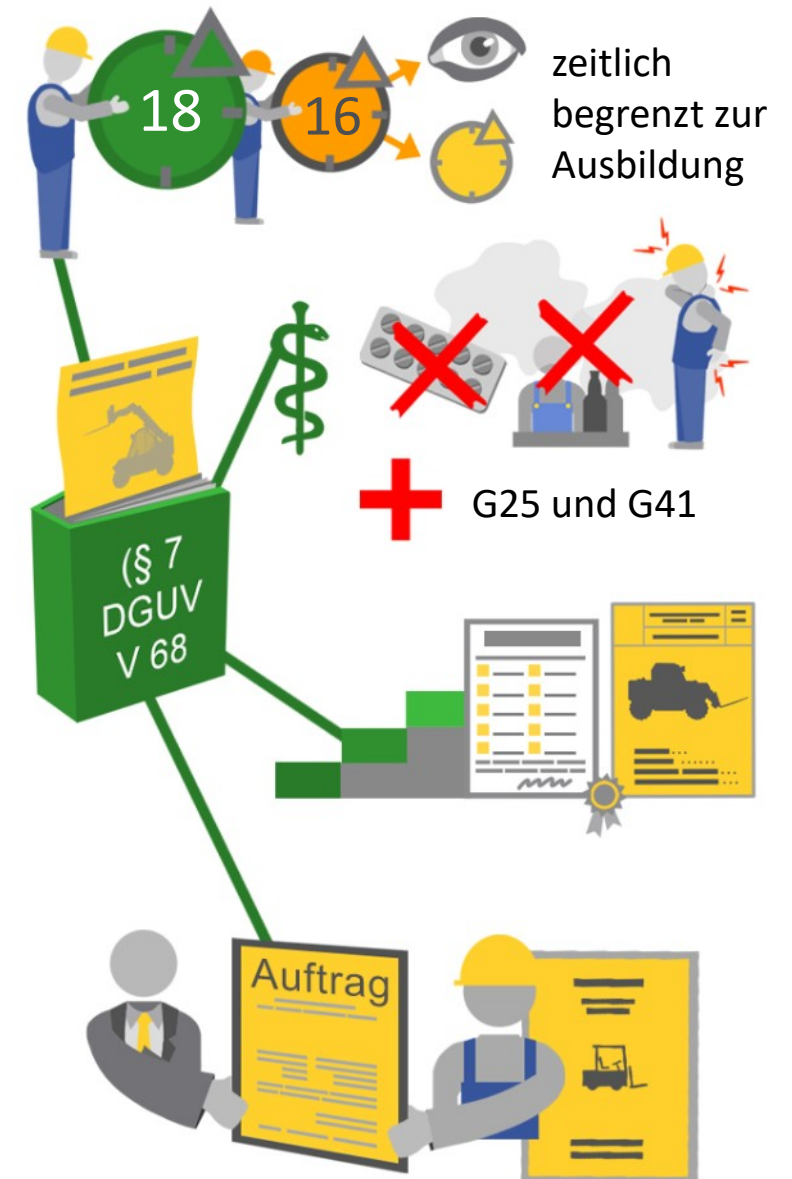 18
16
zeitlich
begrenzt zur
Ausbildung
G25 und G41
(§ 7
DGUV
V 68
Auftrag